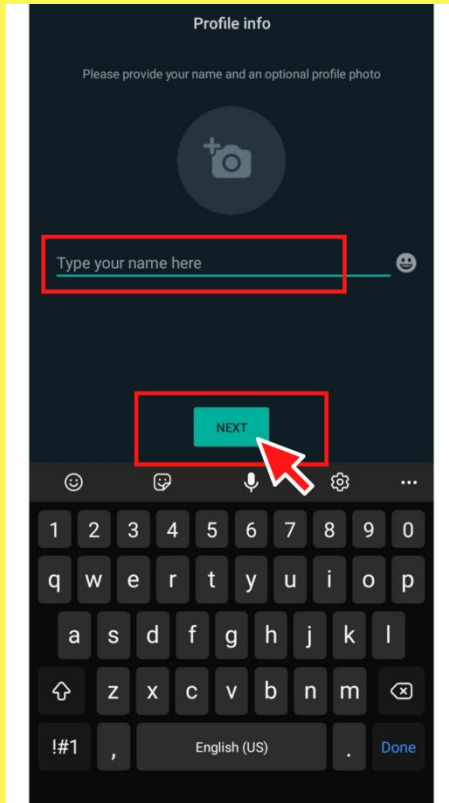 Profile info
Please provide your name and an optional profile photo
Type your name here
NEXT
1 2 3 4 5 6 7 8 9 0
q w e r t y u i o p
a s d f g h j k l
z x c v b n m
!#1 , English (US) . Done